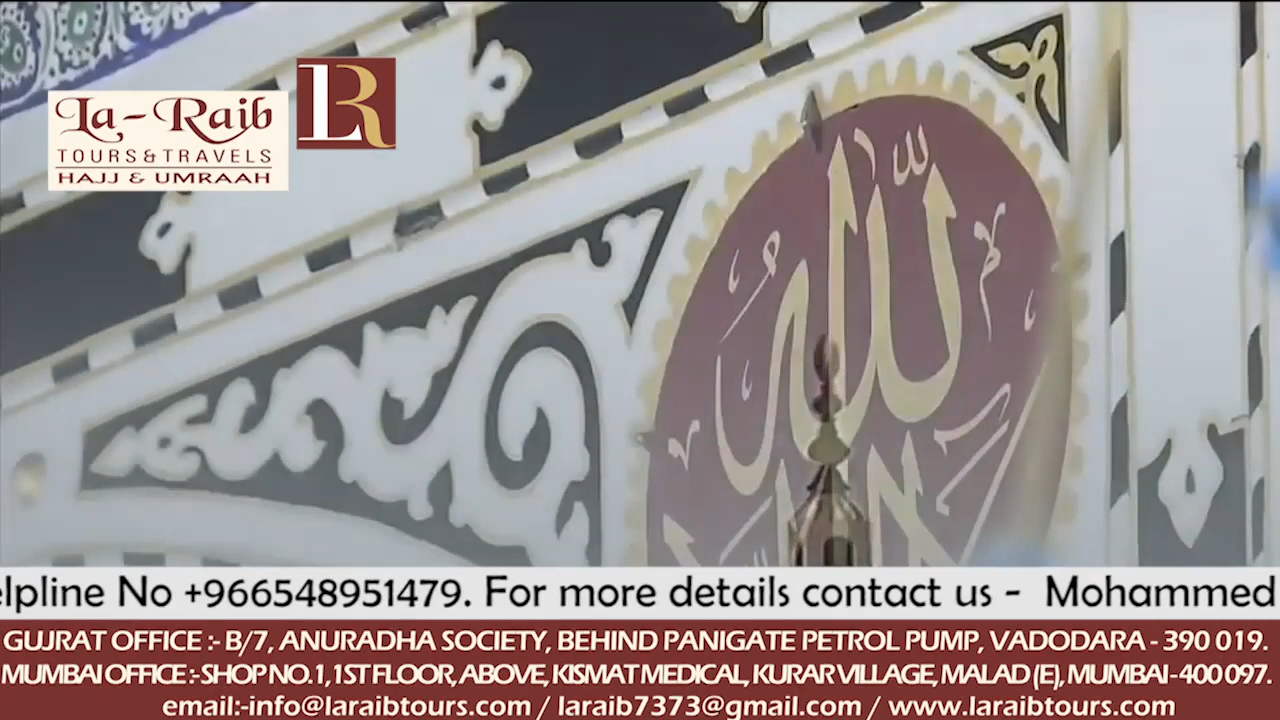 La-Raib
TOURS & TRAVELS
HAJJ & UMRAAH
LR
الله
elpline No +966548951479. For more details contact us - Mohammed
GUJRAT OFFICE :- B/7, ANURADHA SOCIETY, BEHIND PANIGATE PETROL PUMP, VADODARA - 390 019.
MUMBAI OFFICE :- SHOP NO. 1, 1ST FLOOR, ABOVE, KISMAT MEDICAL, KURAR VILLAGE, MALAD (E), MUMBAI - 400 097.
email:-info@laraibtours.com / laraib7373@gmail.com / www.laraibtours.com